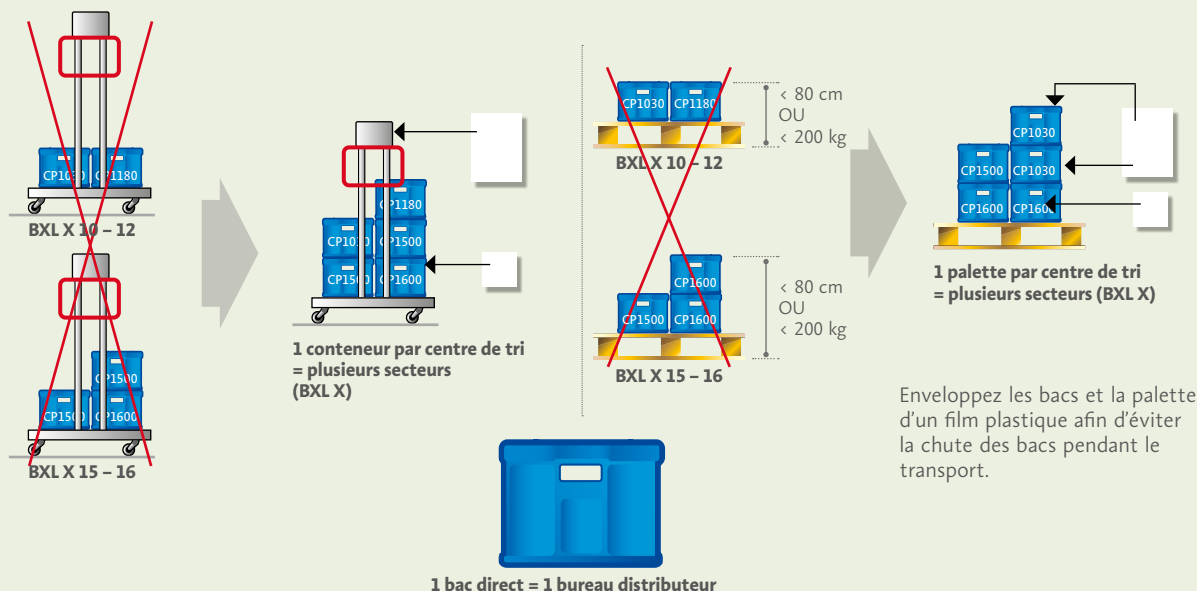 CP1030 CP1180
BXL X 10 – 12
CP1500
CP1500 CP1600
BXL X 15 – 16
CP1180
CP1030 CP1500
CP1500 CP1600
1 conteneur par centre de tri
= plusieurs secteurs
(BXL X)
CP1030 CP1180
BXL X 10 – 12
< 80 cm
OU
< 200 kg
CP1600
CP1500 CP1600
BXL X 15 – 16
< 80 cm
OU
< 200 kg
CP1030
CP1500 CP1030
CP1600 CP1600
1 palette par centre de tri
= plusieurs secteurs (BXL X)
Enveloppez les bacs et la palette
d’un film plastique afin d’éviter
la chute des bacs pendant le
transport.
1 bac direct = 1 bureau distributeur